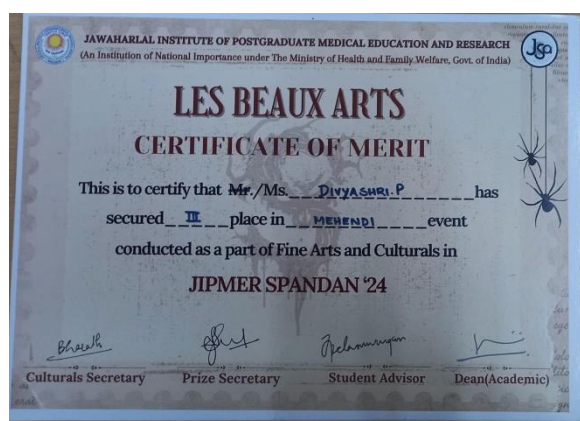 JAWAHARLAL INSTITUTE OF POSTGRADUATE MEDICAL EDUCATION AND RESEARCH
(An Institution of National Importance under The Ministry of Health and Family Welfare, Govt. of India)
JSA
LES BEAUX ARTS
CERTIFICATE OF MERIT
This is to certify that Mr./Ms. DIVYASHRI.P has
secured III place in MEHENDI event
conducted as a part of Fine Arts and Culturals in
JIPMER SPANDAN '24
Bharath
Culturals Secretary Prize Secretary Student Advisor Dean(Academic)